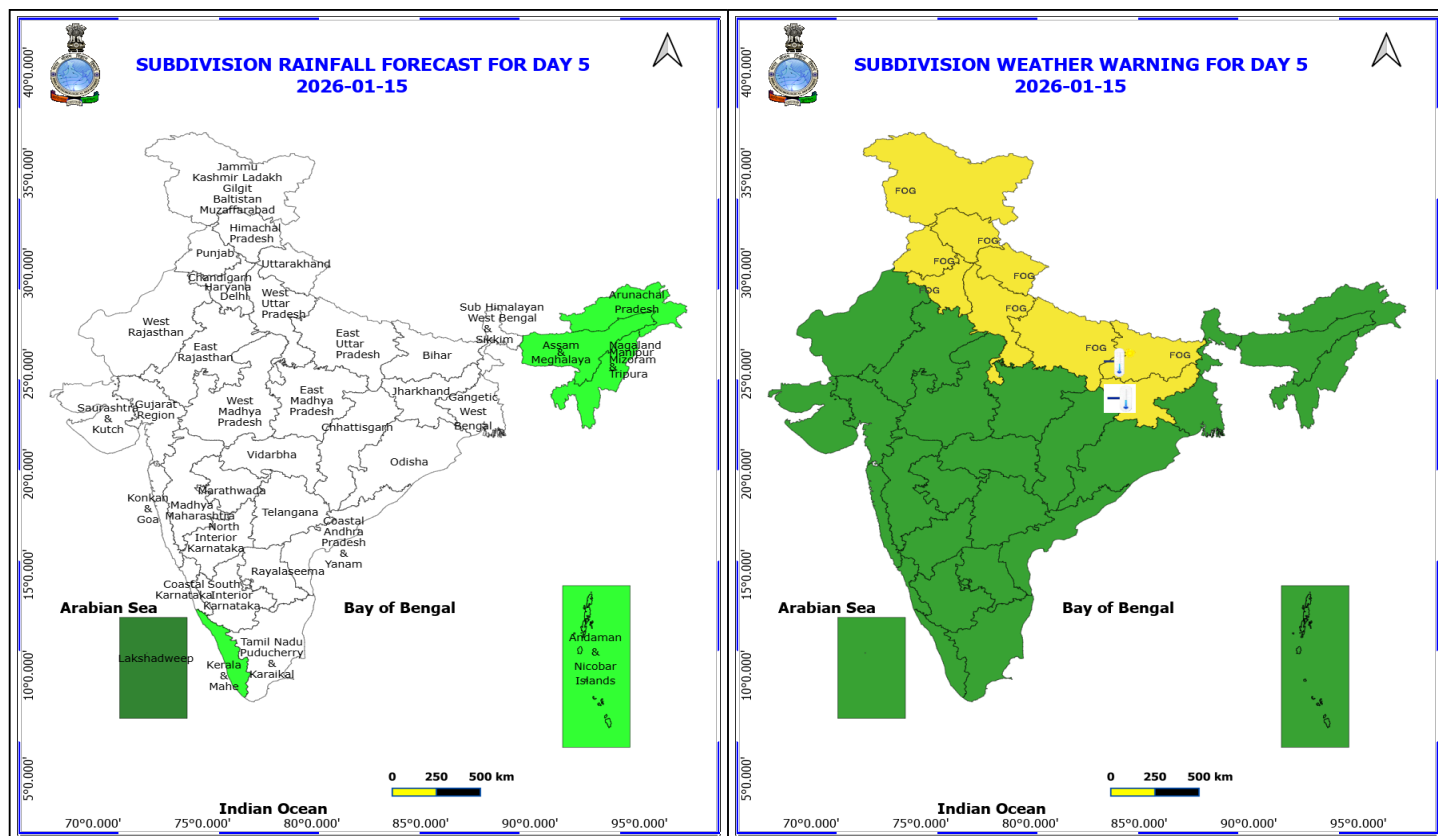 SUBDIVISION RAINFALL FORECAST FOR DAY 5
2026-01-15
40°0.000'
35°0.000'
30°0.000'
25°0.000'
20°0.000'
15°0.000'
10°0.000'
5°0.000'
Jammu
Kashmir Ladakh
Gilgit
Baltistan
Muzaffarabad
Himachal
Pradesh
Punjab
Uttarakhand
Chandigarh
Haryana
Delhi
West
Uttar
Pradesh
West
Rajasthan
East
Rajasthan
East
Uttar
Pradesh
Bihar
Sub Himalayan
West Bengal
&
Sikkim
Arunachal
Pradesh
Assam
&
Meghalaya
Nagaland
Manipur
Mizoram
&
Tripura
Saurashtra
&
Kutch
Gujarat
Region
West
Madhya
Pradesh
East
Madhya
Pradesh
Jharkhand
Gangetic
West
Bengal
Chhattisgarh
Vidarbha
Odisha
Konkan
&
Goa
Madhya
Maharashtra
Marathwada
Telangana
North
Interior
Karnataka
Coastal
Andhra
Pradesh
&
Yanam
Rayalaseema
Coastal
Karnataka
South
Interior
Karnataka
Arabian Sea
Bay of Bengal
Lakshadweep
Kerala
&
Mahe
Tamil Nadu
Puducherry
&
Karaikal
Andaman
&
Nicobar
Islands
0 250 500 km
Indian Ocean
70°0.000' 75°0.000' 80°0.000' 85°0.000' 90°0.000' 95°0.000'
SUBDIVISION WEATHER WARNING FOR DAY 5
2026-01-15
40°0.000'
35°0.000'
30°0.000'
25°0.000'
20°0.000'
15°0.000'
10°0.000'
5°0.000'
FOG
FOG
FOG
FOG
FOG
FOG
FOG
FOG
Arabian Sea
Bay of Bengal
0 250 500 km
Indian Ocean
70°0.000' 75°0.000' 80°0.000' 85°0.000' 90°0.000' 95°0.000'